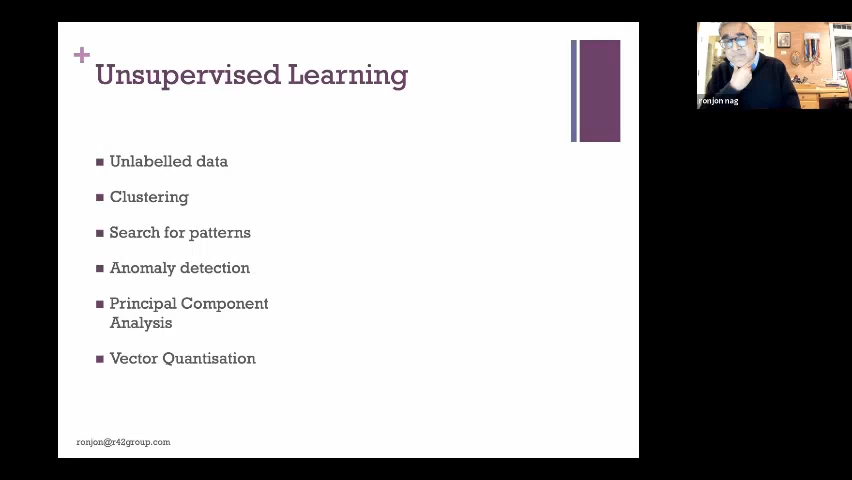 +
Unsupervised Learning
ronjon nag
■ Unlabelled data
■ Clustering
■ Search for patterns
■ Anomaly detection
■ Principal Component
Analysis
■ Vector Quantisation
ronjon@r42group.com